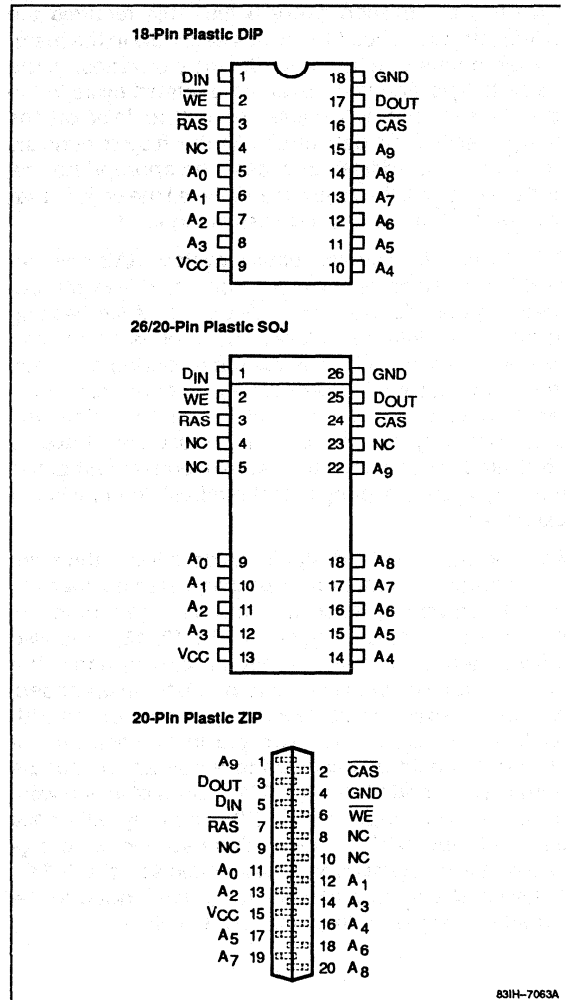 18-Pin Plastic DIP
DIN 1 18 GND
WE 2 17 DOUT
RAS 3 16 CAS
NC 4 15 A9
A0 5 14 A8
A1 6 13 A7
A2 7 12 A6
A3 8 11 A5
VCC 9 10 A4
26/20-Pin Plastic SOJ
DIN 1 26 GND
WE 2 25 DOUT
RAS 3 24 CAS
NC 4 23 NC
NC 5 22 A9
A0 9 18 A8
A1 10 17 A7
A2 11 16 A6
A3 12 15 A5
VCC 13 14 A4
20-Pin Plastic ZIP
A9 1
2 CAS
DOUT 3
4 GND
DIN 5
6 WE
RAS 7
8 NC
NC 9
10 NC
A0 11
12 A1
A2 13
14 A3
VCC 15
16 A4
A5 17
18 A6
A7 19
20 A8
83IH-7063A